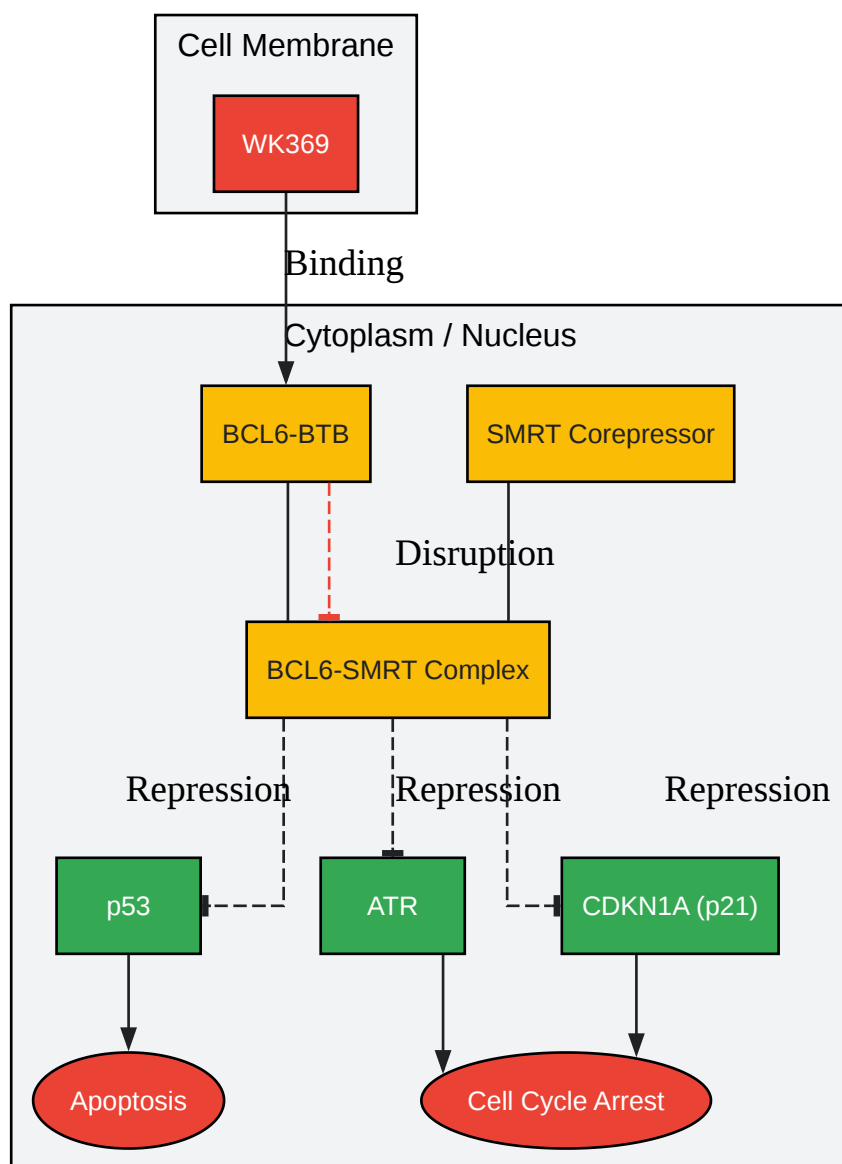 Cell Membrane
WK369
Binding
Cytoplasm / Nucleus
BCL6-BTB
SMRT Corepressor
Disruption
BCL6-SMRT Complex
Repression
Repression
Repression
p53
ATR
CDKN1A (p21)
Apoptosis
Cell Cycle Arrest